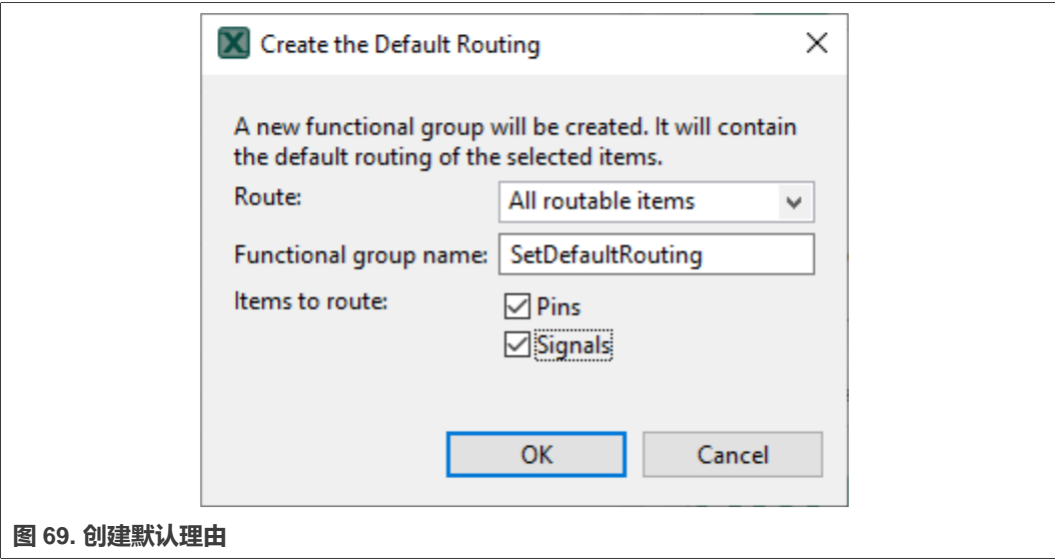 Create the Default Routing
A new functional group will be created. It will contain
the default routing of the selected items.
Route: All routable items
Functional group name: SetDefaultRouting
Items to route: Pins
Signals
OK Cancel
图 69. 创建默认理由